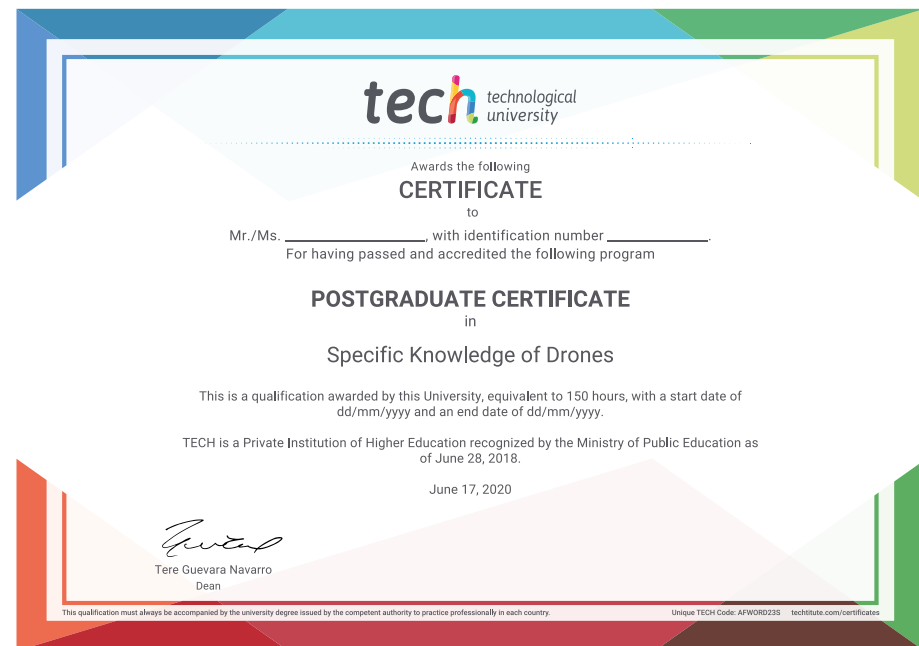 tech technological
university
Awards the following
CERTIFICATE
to
Mr./Ms. ____________________, with identification number ______________.
For having passed and accredited the following program
POSTGRADUATE CERTIFICATE
in
Specific Knowledge of Drones
This is a qualification awarded by this University, equivalent to 150 hours, with a start date of
dd/mm/yyyy and an end date of dd/mm/yyyy.
TECH is a Private Institution of Higher Education recognized by the Ministry of Public Education as
of June 28, 2018.
June 17, 2020
Tere Guevara Navarro
Dean
This qualification must always be accompanied by the university degree issued by the competent authority to practice professionally in each country. Unique TECH Code: AFWORD23S techtitute.com/certificates